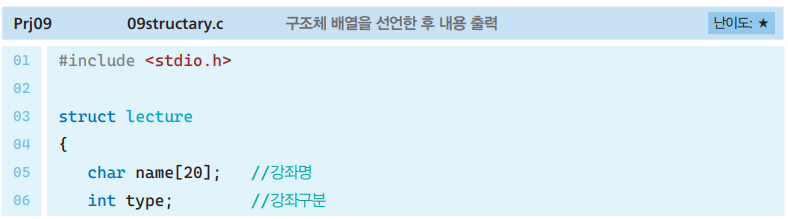 Prj09 09structary.c 구조체 배열을 선언한 후 내용 출력 난이도: ★
01 #include <stdio.h>
02
03 struct lecture
04 {
05 char name[20]; //강좌명
06 int type; //강좌구분